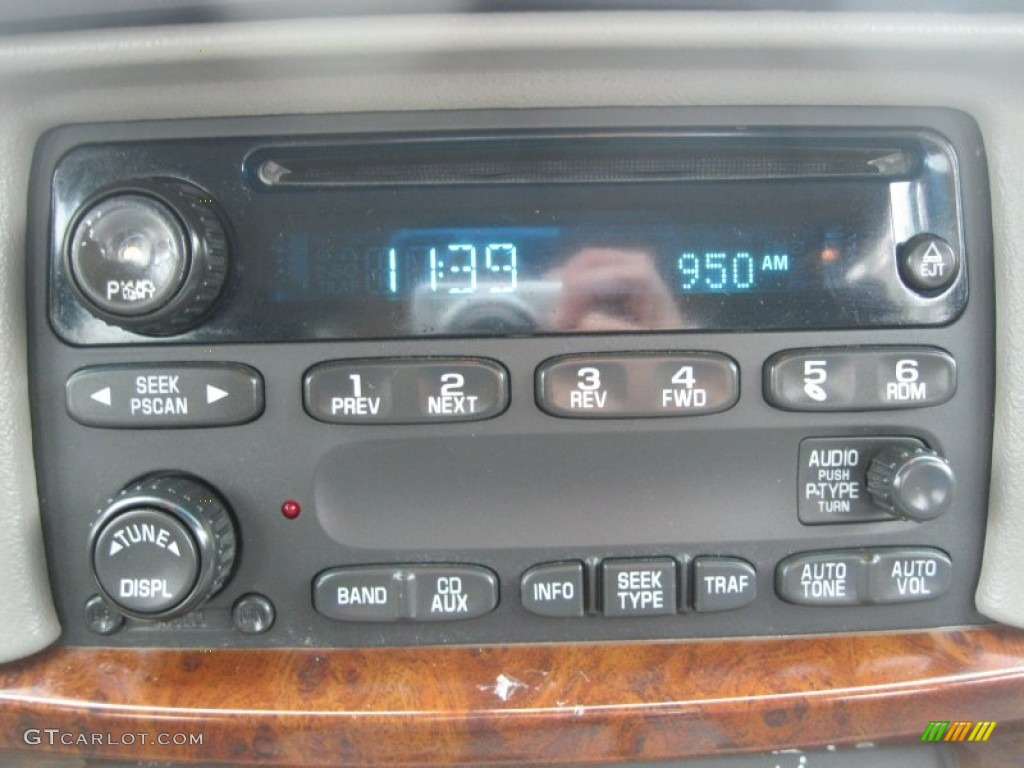 11:39 950 AM
EJT
SEEK
PSCAN
1 2 3 4 5 6
PREV NEXT REV FWD RDM
AUDIO
PUSH
P-TYPE
TURN
TUNE
DISPL
BAND CD
AUX
INFO SEEK
TYPE
TRAF AUTO
TONE
AUTO
VOL
GTCARLOT.COM